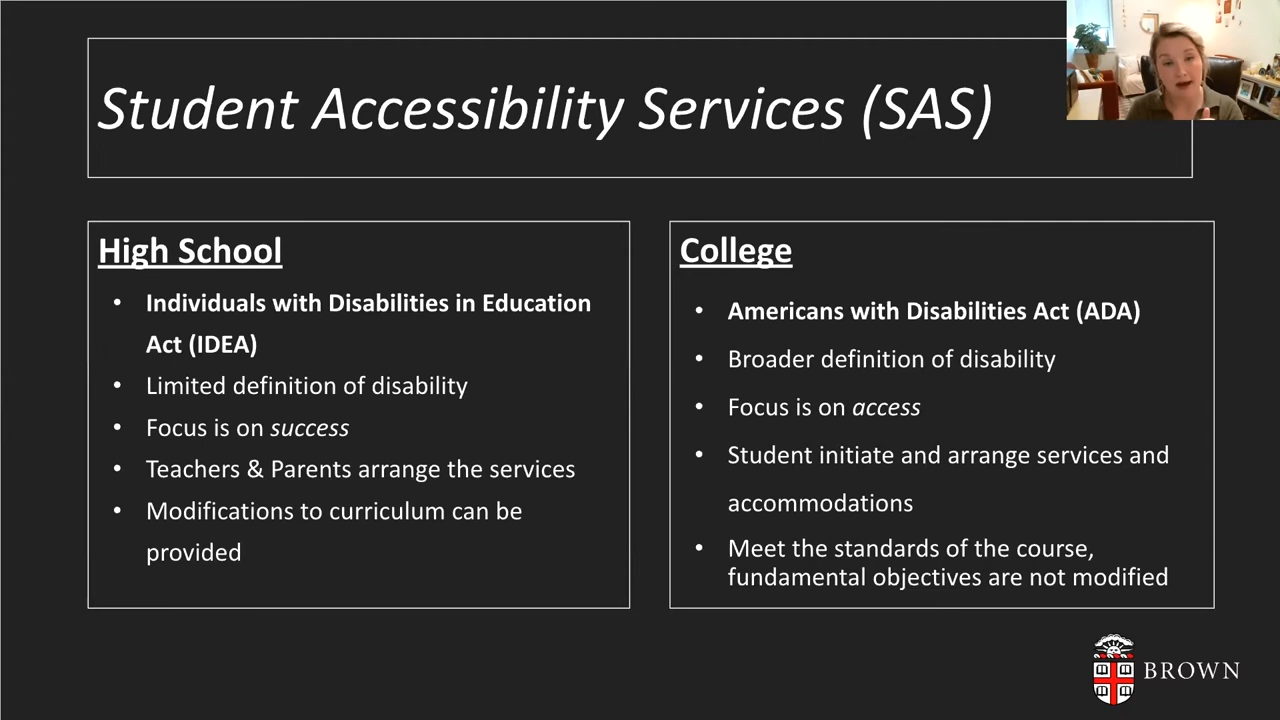 Student Accessibility Services (SAS)
High School
• Individuals with Disabilities in Education
Act (IDEA)
• Limited definition of disability
• Focus is on success
• Teachers & Parents arrange the services
• Modifications to curriculum can be
provided
College
• Americans with Disabilities Act (ADA)
• Broader definition of disability
• Focus is on access
• Student initiate and arrange services and
accommodations
• Meet the standards of the course,
fundamental objectives are not modified
BROWN